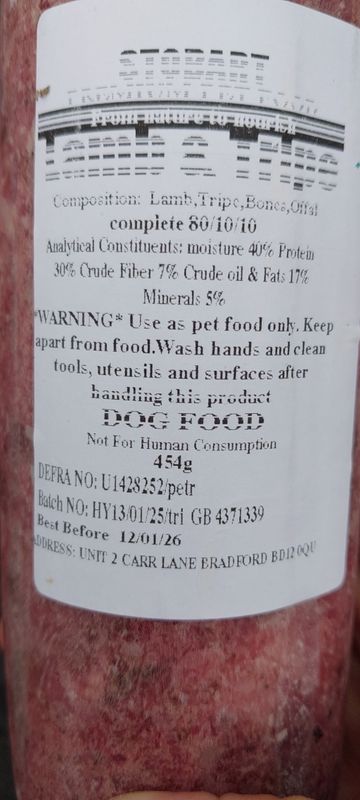 STOBART
From nature to nourish
Lamb & Tripe
Composition: Lamb,Tripe,Bones,Offal
complete 80/10/10
Analytical Constituents: moisture 40% Protein
30% Crude Fiber 7% Crude oil & Fats 17%
Minerals 5%
*WARNING* Use as pet food only. Keep
apart from food.Wash hands and clean
tools, utensils and surfaces after
handling this product
DOG FOOD
Not For Human Consumption
454g
DEFRA NO: U1428252/petr
Batch NO: HY13/01/25/tri GB 4371339
Best Before 12/01/26
ADDRESS: UNIT 2 CARR LANE BRADFORD BD12 0QU